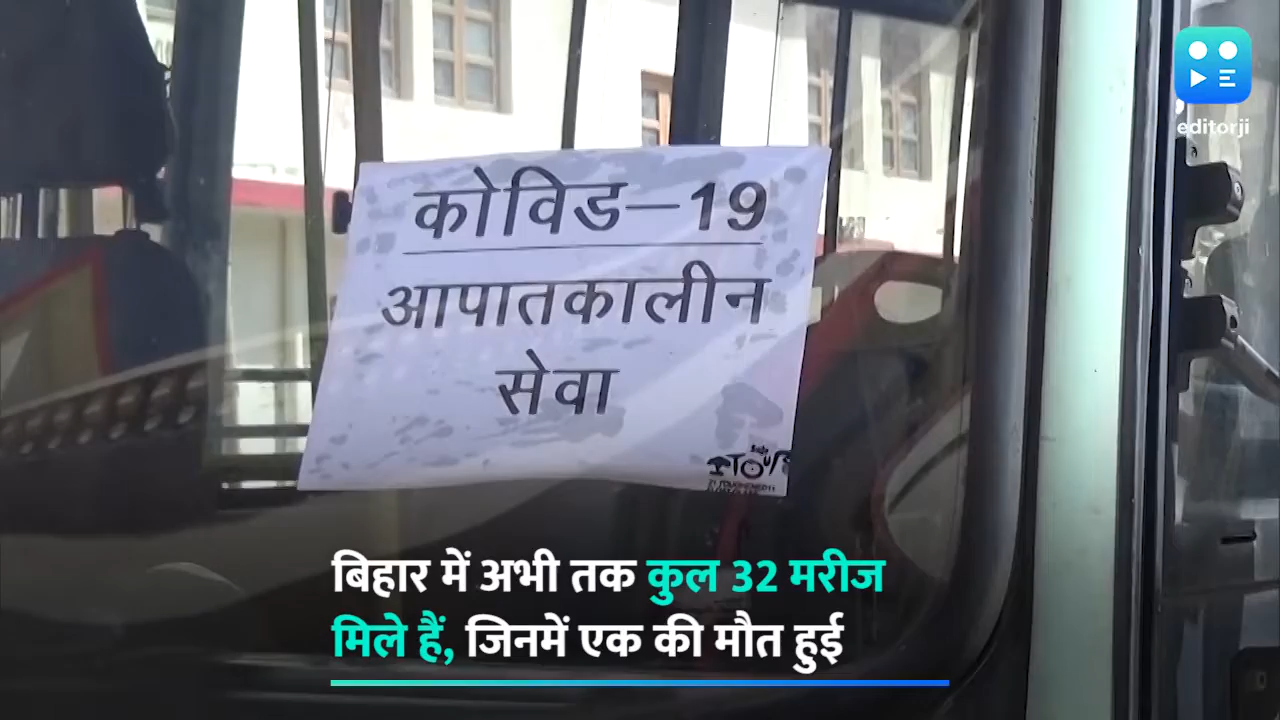 editorji
कोविड–19
आपातकालीन
सेवा
बिहार में अभी तक कुल 32 मरीज
मिले हैं, जिनमें एक की मौत हुई